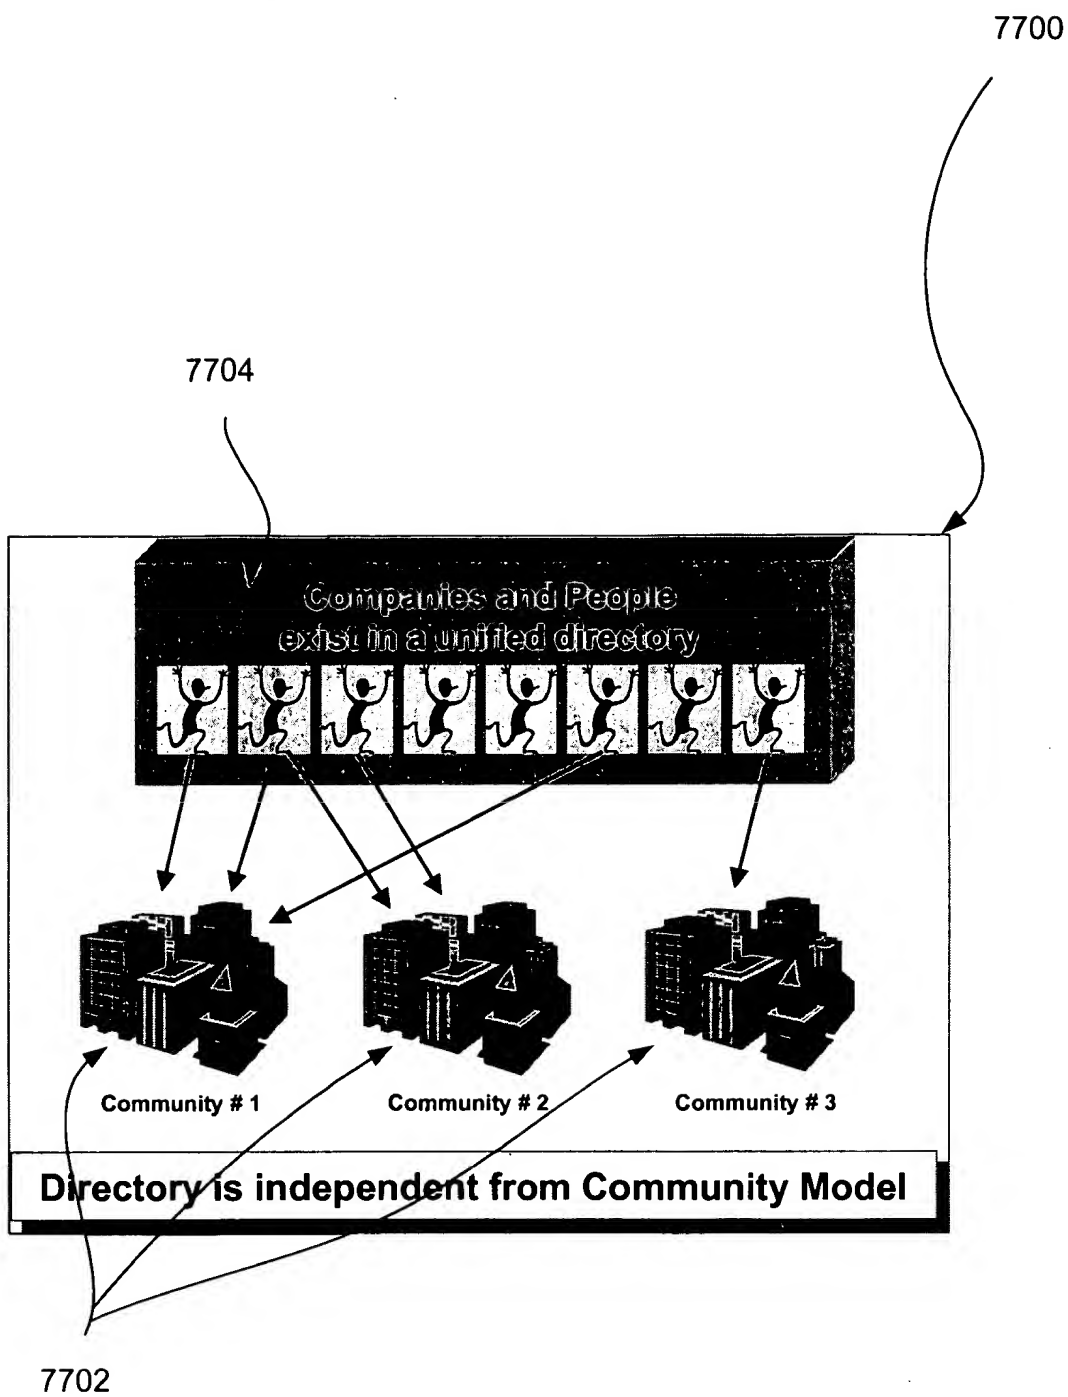 7700
7704
Companies and People
exist in a unified directory
Community # 1
Community # 2
Community # 3
Directory is independent from Community Model
7702